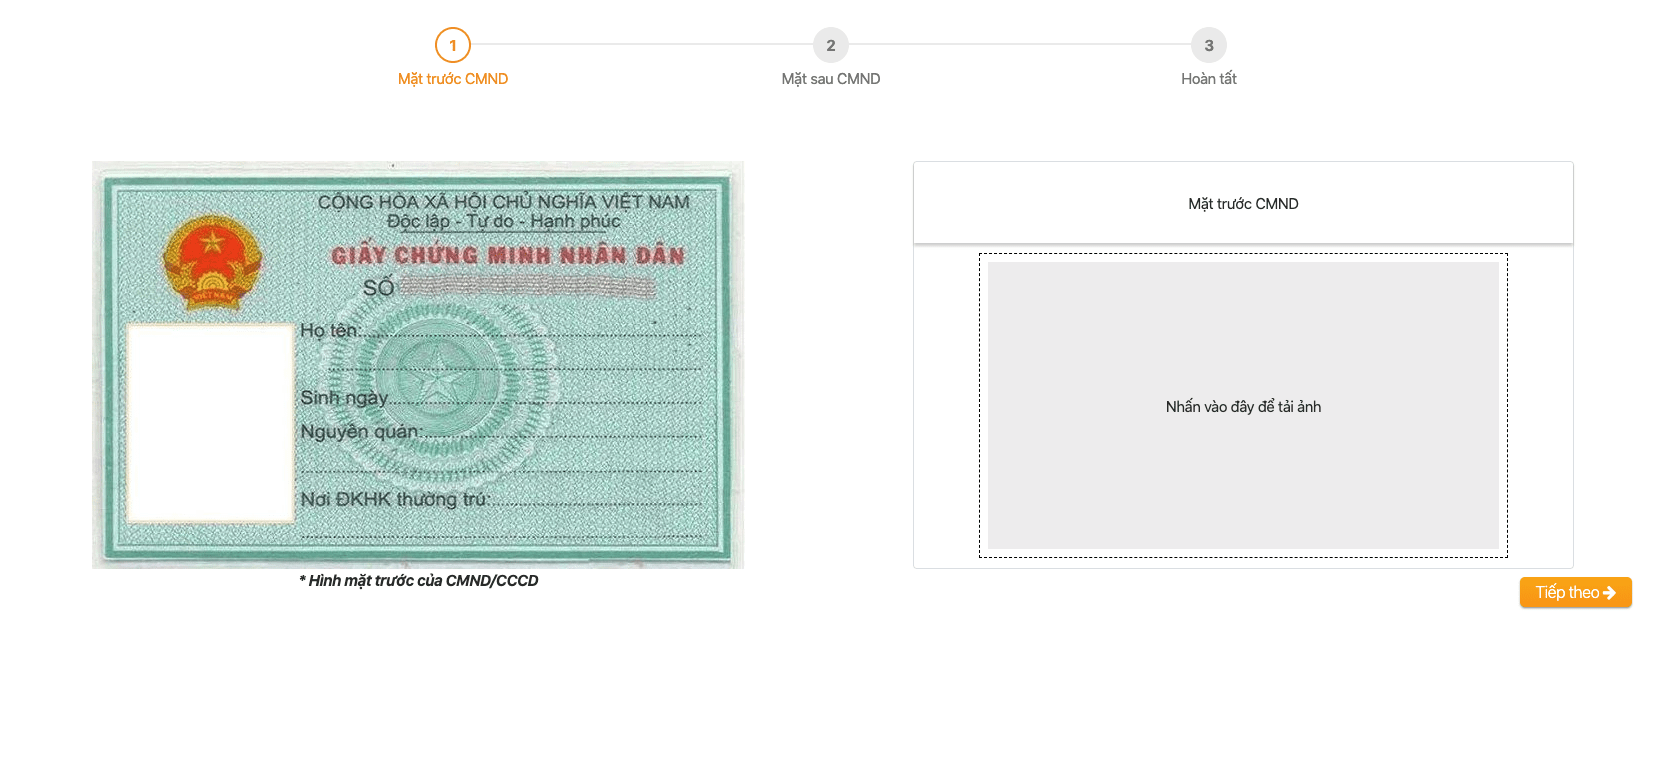 1
2
3
Mặt trước CMND
Mặt sau CMND
Hoàn tất
CỘNG HÒA XÃ HỘI CHỦ NGHĨA VIỆT NAM
Độc lập - Tự do - Hạnh phúc
GIẤY CHỨNG MINH NHÂN DÂN
SỐ
VIỆT NAM
Họ tên:
Sinh ngày
Nguyên quán:
Nơi ĐKHK thường trú:
* Hình mặt trước của CMND/CCCD
Mặt trước CMND
Nhấn vào đây để tải ảnh
Tiếp theo